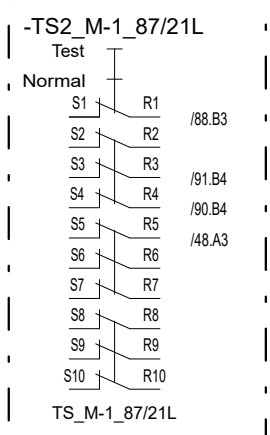 -TS2_M-1_87/21L
Test
Normal
S1 R1
/88.B3
S2 R2
S3 R3
/91.B4
S4 R4
/90.B4
S5 R5
/48.A3
S6 R6
S7 R7
S8 R8
S9 R9
S10 R10
TS_M-1_87/21L